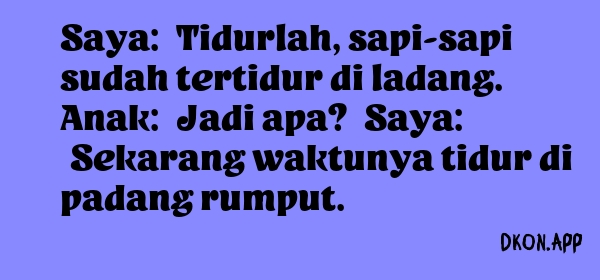 Saya: Tidurlah, sapi-sapi
sudah tertidur di ladang.
Anak: Jadi apa? Saya:
Sekarang waktunya tidur di
padang rumput.
DKON.APP